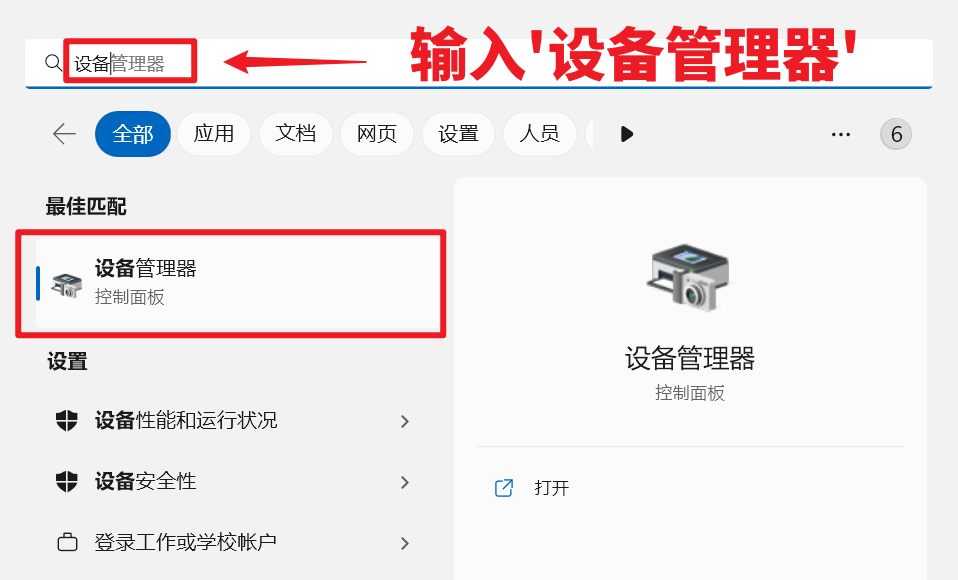 设备管理器
输入'设备管理器'
全部
应用
文档
网页
设置
人员
...
6
最佳匹配
设备管理器
控制面板
设置
设备性能和运行状况
设备安全性
登录工作或学校帐户
设备管理器
控制面板
打开